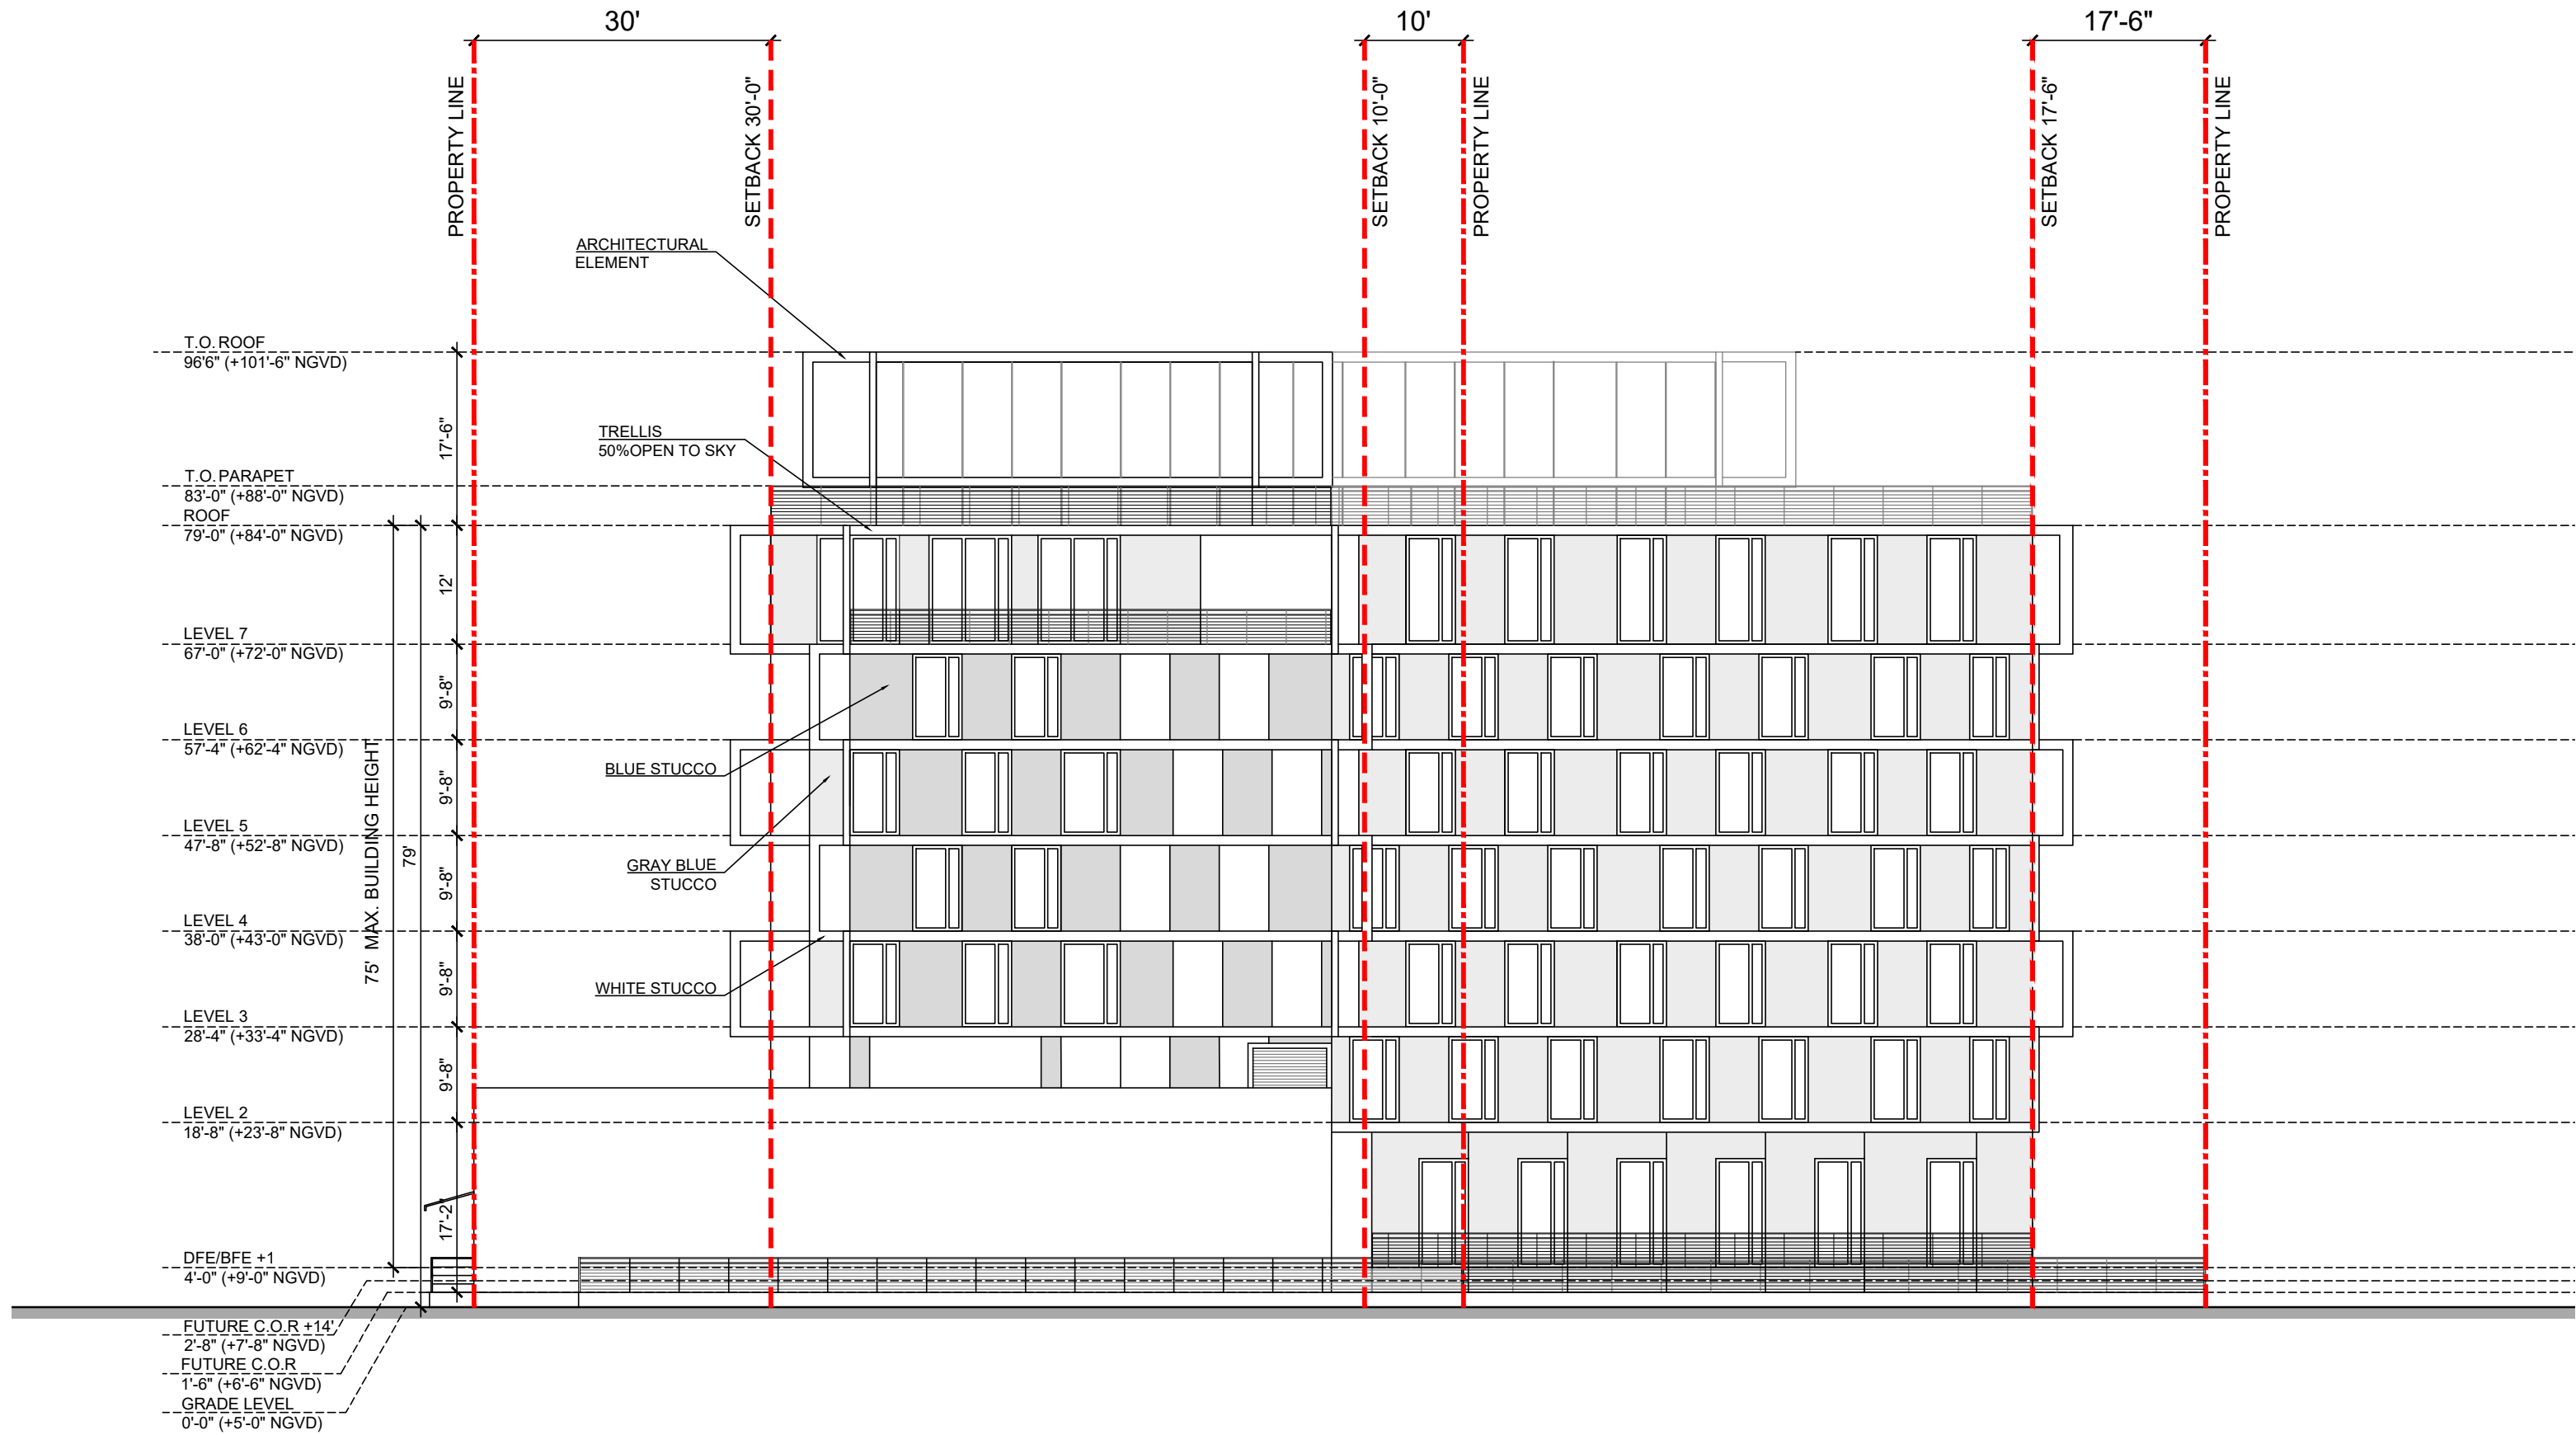 30'
10'
17'-6"
PROPERTY LINE
SETBACK 30'-0"
SETBACK 10'-0"
PROPERTY LINE
SETBACK 17'-6"
PROPERTY LINE
ARCHITECTURAL
ELEMENT
T.O. ROOF
96'6" (+101'-6" NGVD)
17'-6"
TRELLIS
50%OPEN TO SKY
T.O. PARAPET
83'-0" (+88'-0" NGVD)
ROOF
79'-0" (+84'-0" NGVD)
12'
LEVEL 7
67'-0" (+72'-0" NGVD)
9'-8"
LEVEL 6
57'-4" (+62'-4" NGVD)
BLUE STUCCO
9'-8"
75' MAX. BUILDING HEIGHT
79'
LEVEL 5
47'-8" (+52'-8" NGVD)
GRAY BLUE
STUCCO
9'-8"
LEVEL 4
38'-0" (+43'-0" NGVD)
9'-8"
WHITE STUCCO
LEVEL 3
28'-4" (+33'-4" NGVD)
9'-8"
LEVEL 2
18'-8" (+23'-8" NGVD)
17'-2"
DFE/BFE +1
4'-0" (+9'-0" NGVD)
FUTURE C.O.R +14'
2'-8" (+7'-8" NGVD)
FUTURE C.O.R
1'-6" (+6'-6" NGVD)
GRADE LEVEL
0'-0" (+5'-0" NGVD)